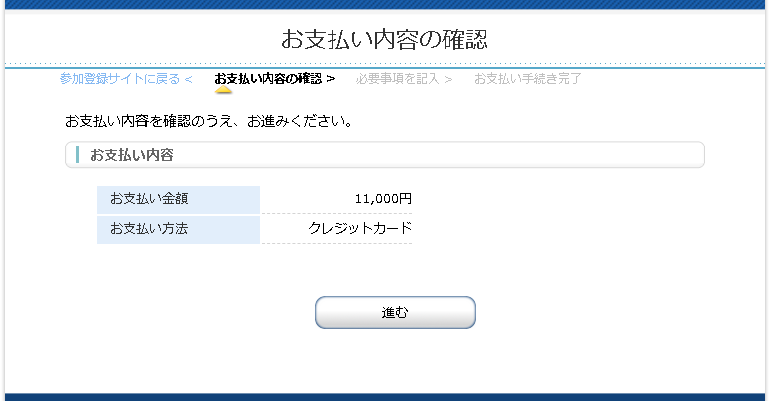 お支払い内容の確認
参加登録サイトに戻る < お支払い内容の確認 > 必要事項を記入 > お支払い手続き完了
お支払い内容を確認のうえ、お進みください。
お支払い内容
お支払い金額 11,000円
お支払い方法 クレジットカード
進む